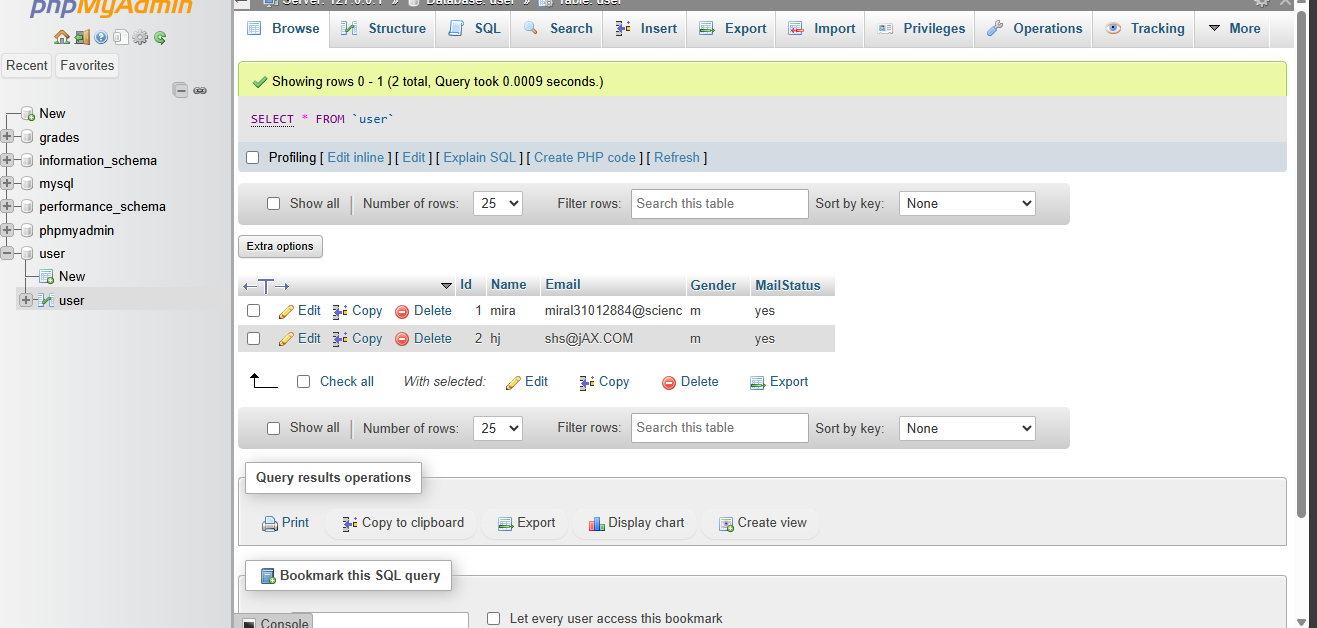 phpMyAdmin
Server: 127.0.0.1 » Database: user » Table: user
Browse Structure SQL Search Insert Export Import Privileges Operations Tracking More
Recent Favorites
New
grades
information_schema
mysql
performance_schema
phpmyadmin
user
New
user
Showing rows 0 - 1 (2 total, Query took 0.0009 seconds.)
SELECT * FROM `user`
Profiling [ Edit inline ] [ Edit ] [ Explain SQL ] [ Create PHP code ] [ Refresh ]
Show all | Number of rows: 25 Filter rows: Search this table Sort by key: None
Extra options
←T→ Id Name Email Gender MailStatus
Edit Copy Delete 1 mira miral31012884@scienc m yes
Edit Copy Delete 2 hj shs@jAX.COM m yes
Check all With selected: Edit Copy Delete Export
Show all | Number of rows: 25 Filter rows: Search this table Sort by key: None
Query results operations
Print Copy to clipboard Export Display chart Create view
Bookmark this SQL query
Let every user access this bookmark
Console